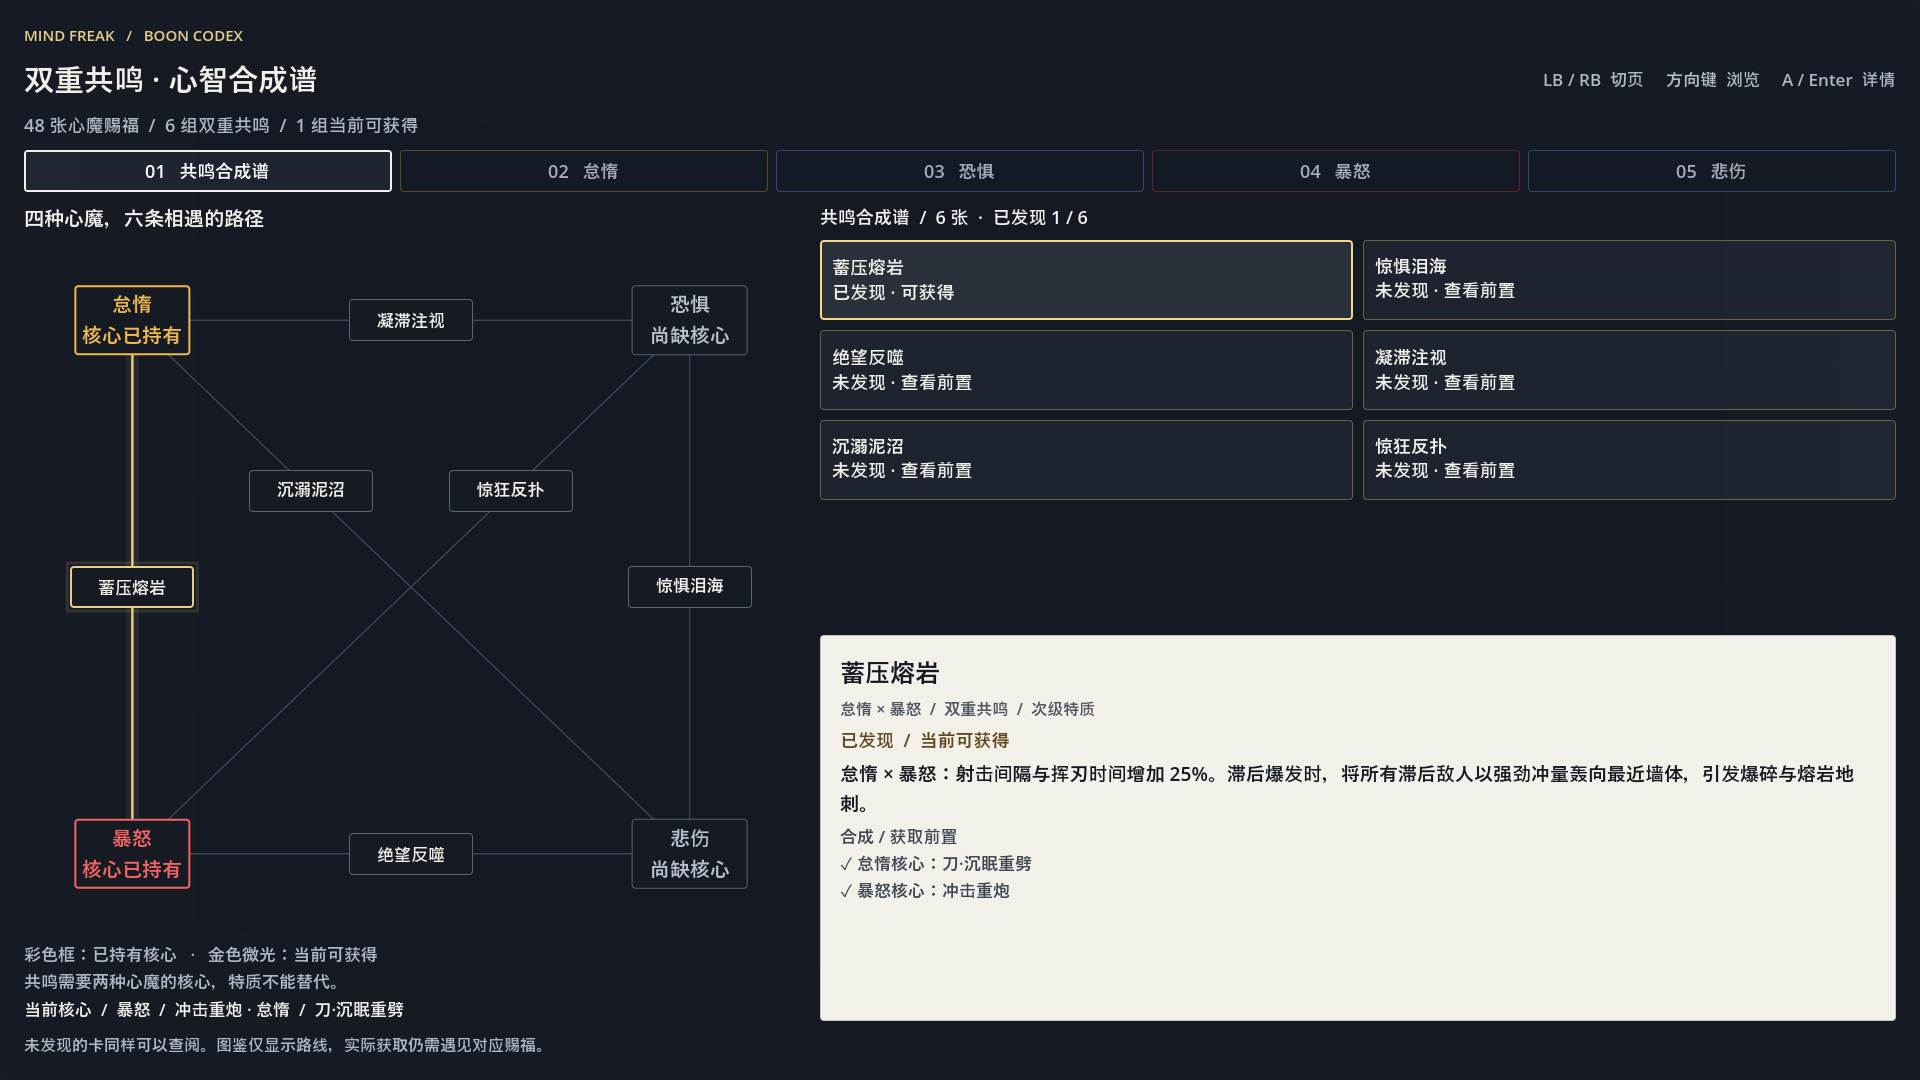 MIND FREAK / BOON CODEX
双重共鸣 · 心智合成谱
LB / RB 切页 方向键 浏览 A / Enter 详情
48 张心魔赐福 / 6 组双重共鸣 / 1 组当前可获得
01 共鸣合成谱
02 怠惰
03 恐惧
04 暴怒
05 悲伤
四种心魔，六条相遇的路径
怠惰
核心已持有
凝滞注视
恐惧
尚缺核心
沉溺泥沼
惊狂反扑
蓄压熔岩
惊惧泪海
暴怒
核心已持有
绝望反噬
悲伤
尚缺核心
彩色框：已持有核心 · 金色微光：当前可获得
共鸣需要两种心魔的核心，特质不能替代。
当前核心 / 暴怒 / 冲击重炮 · 怠惰 / 刀·沉眠重劈
未发现的卡同样可以查阅。图鉴仅显示路线，实际获取仍需遇见对应赐福。
共鸣合成谱 / 6 张 · 已发现 1 / 6
蓄压熔岩
已发现 · 可获得
惊惧泪海
未发现 · 查看前置
绝望反噬
未发现 · 查看前置
凝滞注视
未发现 · 查看前置
沉溺泥沼
未发现 · 查看前置
惊狂反扑
未发现 · 查看前置
蓄压熔岩
怠惰 × 暴怒 / 双重共鸣 / 次级特质
已发现 / 当前可获得
怠惰 × 暴怒：射击间隔与挥刃时间增加 25%。滞后爆发时，将所有滞后敌人以强劲冲量轰向最近墙体，引发爆碎与熔岩地
刺。
合成 / 获取前置
✓ 怠惰核心：刀·沉眠重劈
✓ 暴怒核心：冲击重炮